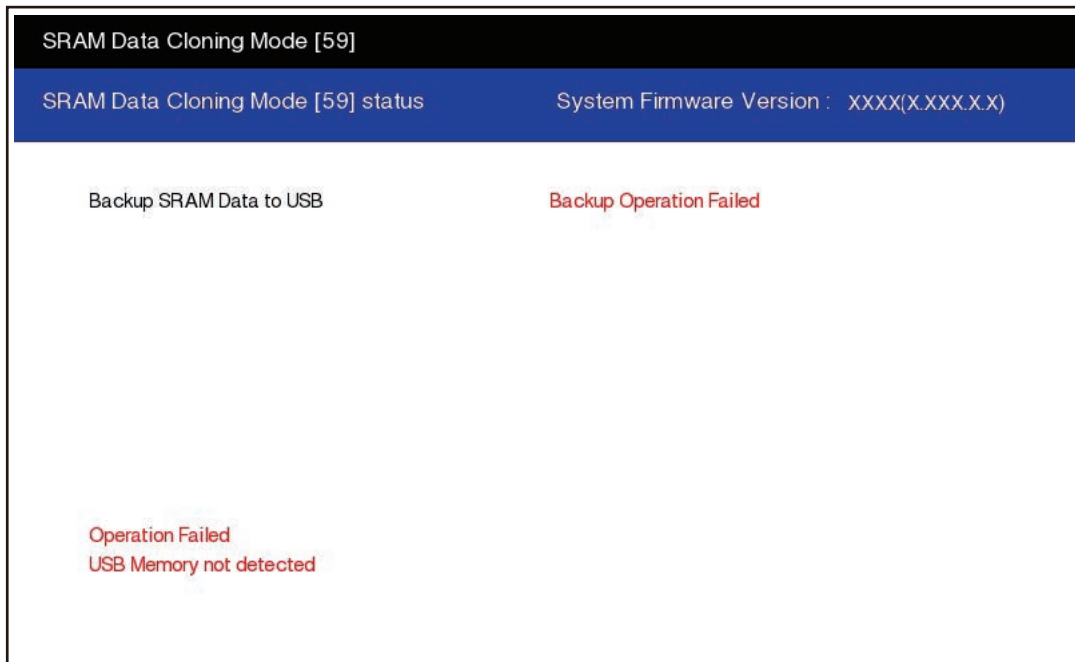 SRAM Data Cloning Mode [59]
SRAM Data Cloning Mode [59] status System Firmware Version : XXXX(X.XXX.X.X)
Backup SRAM Data to USB Backup Operation Failed
Operation Failed
USB Memory not detected